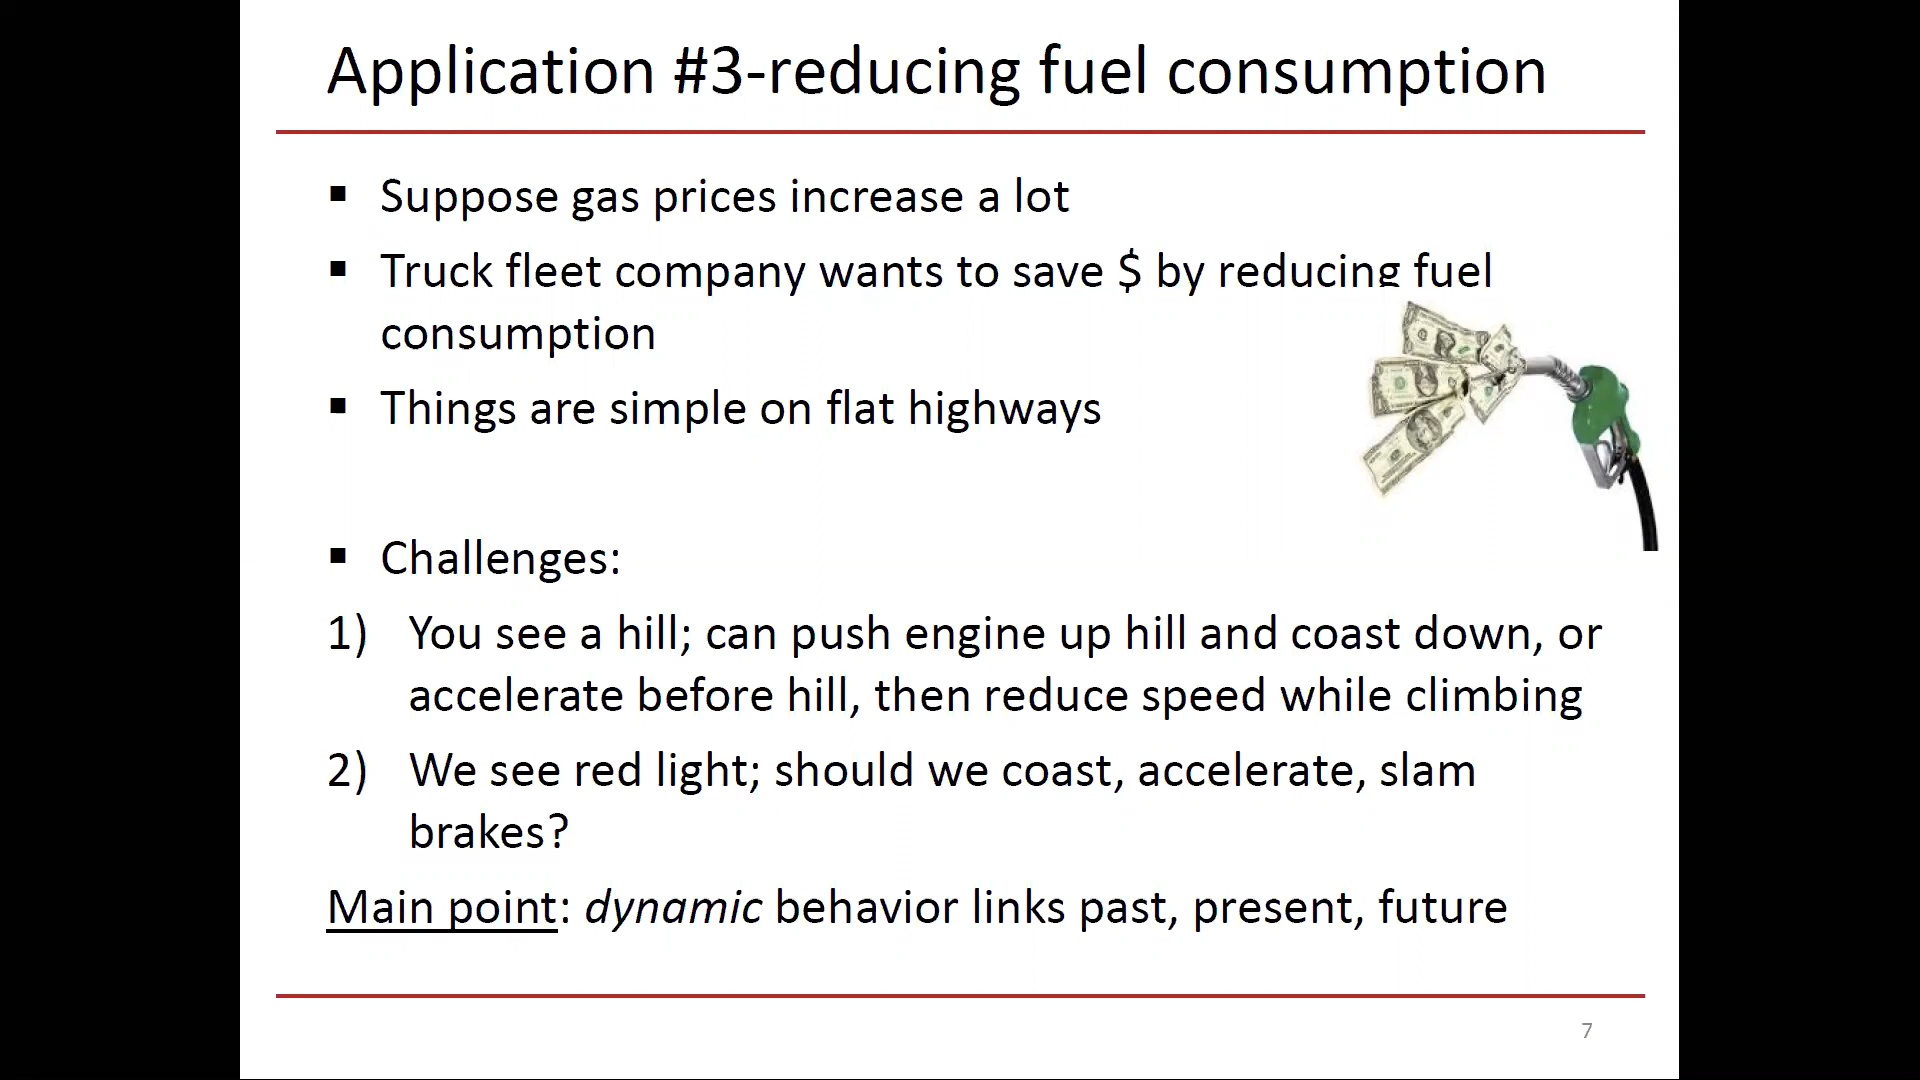 Application #3-reducing fuel consumption
▪ Suppose gas prices increase a lot
▪ Truck fleet company wants to save $ by reducing fuel
consumption
▪ Things are simple on flat highways
▪ Challenges:
1) You see a hill; can push engine up hill and coast down, or
accelerate before hill, then reduce speed while climbing
2) We see red light; should we coast, accelerate, slam
brakes?
Main point: dynamic behavior links past, present, future
7